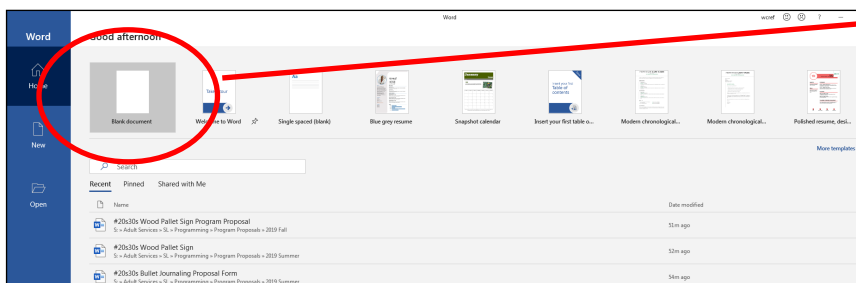 Word
wcref
?
Word
Good afternoon
Home
New
Open
Blank document
Welcome to Word
Single spaced (blank)
Blue grey resume
Snapshot calendar
Insert your first table o...
Modern chronological...
Modern chronological...
Polished resume, desi...
Table of
contents
More templates
Search
Recent Pinned Shared with Me
Name Date modified
#20s30s Wood Pallet Sign Program Proposal
S: » Adult Services » SL » Programming » Program Proposals » 2019 Fall
51m ago
#20s30s Wood Pallet Sign
S: » Adult Services » SL » Programming » Program Proposals » 2019 Summer
52m ago
#20s30s Bullet Journaling Proposal Form
S: » Adult Services » SL » Programming » Program Proposals » 2019 Summer
54m ago